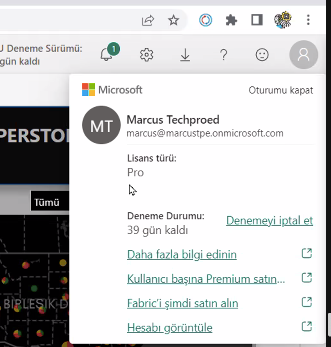 U Deneme Sürümü:
gün kaldı
1
Microsoft
Oturumu kapat
PERSTO
MT
Marcus Techproed
marcus@marcustpe.onmicrosoft.com
Lisans türü:
Pro
Tümü
Deneme Durumu:
39 gün kaldı
Denemeyi iptal et
Daha fazla bilgi edinin
Kullanıcı başına Premium satın...
Fabric'i şimdi satın alın
Hesabı görüntüle
BİRLEŞİK D